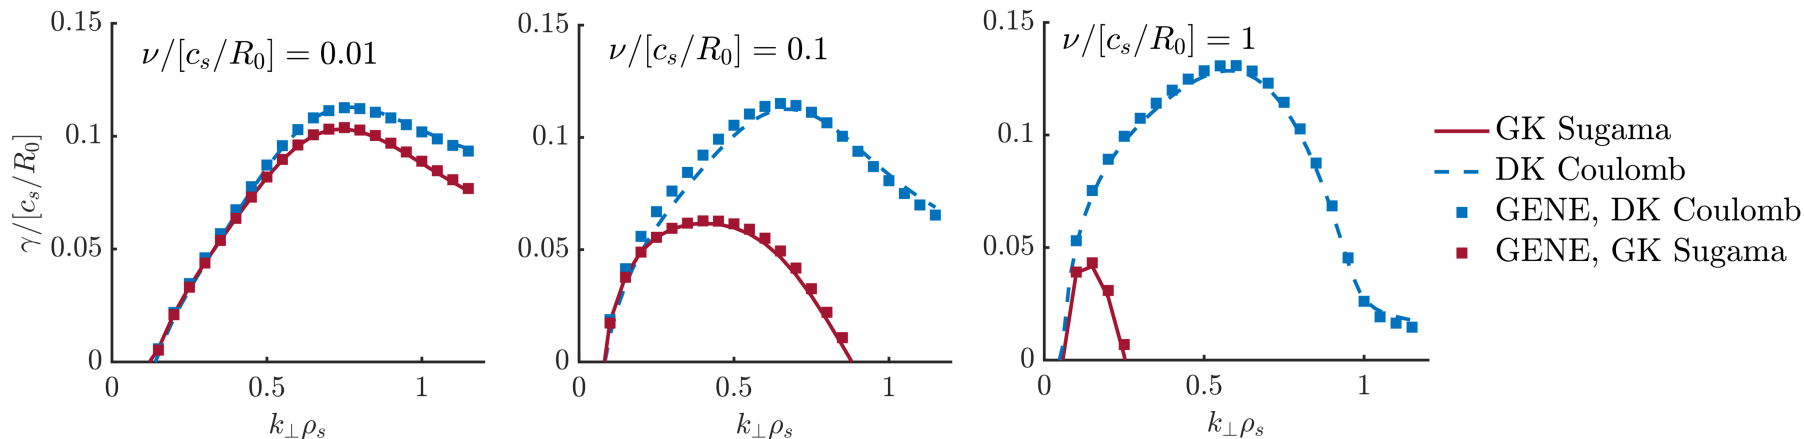 0.15
ν/[c_s/R_0] = 0.01
0.1
0.05
0
γ/[c_s/R_0]
0 0.5 1
k_⊥ρ_s
0.15
ν/[c_s/R_0] = 0.1
0.1
0.05
0
0 0.5 1
k_⊥ρ_s
0.15
ν/[c_s/R_0] = 1
0.1
0.05
0
0 0.5 1
k_⊥ρ_s
GK Sugama
DK Coulomb
GENE, DK Coulomb
GENE, GK Sugama